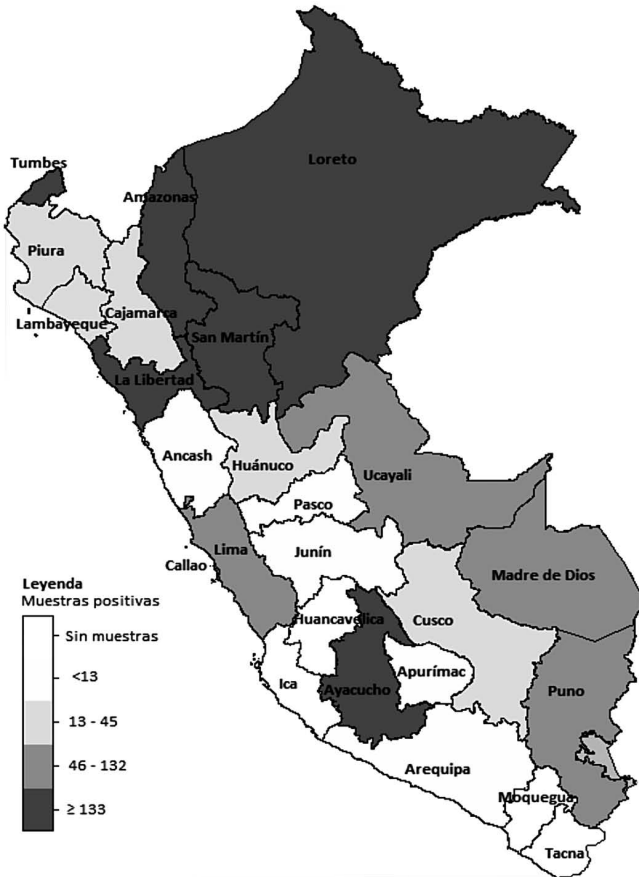 Loreto
Tumbes
Amazonas
Piura
Cajamarca
Lambayeque
San Martín
La Libertad
Ancash
Huánuco
Ucayali
Pasco
Lima
Junín
Callao
Madre de Dios
Huancavelica
Cusco
Apurímac
Ica
Ayacucho
Puno
Arequipa
Moquegua
Tacna
Leyenda
Muestras positivas
Sin muestras
<13
13 - 45
46 - 132
≥ 133